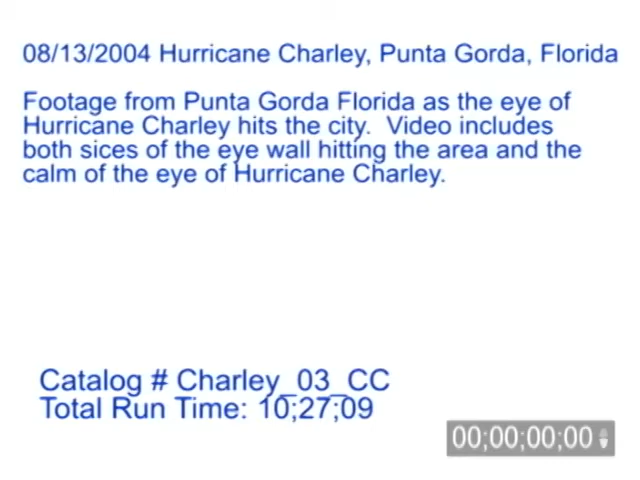 08/13/2004 Hurricane Charley, Punta Gorda, Florida
Footage from Punta Gorda Florida as the eye of
Hurricane Charley hits the city.  Video includes
both sices of the eye wall hitting the area and the
calm of the eye of Hurricane Charley.
Catalog # Charley_03_CC
Total Run Time: 10;27;09
00;00;00;00